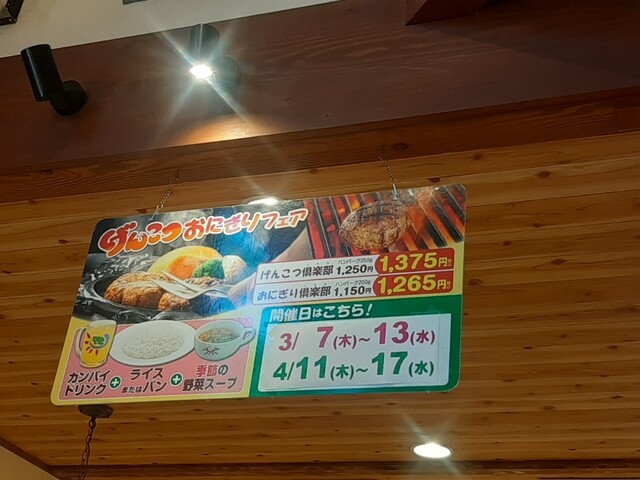 げんこつおにぎりフェア
げんこつ倶楽部 ハンバーグ250g 1,250円 1,375円
おにぎり倶楽部 ハンバーグ200g 1,150円 1,265円
開催日はこちら!
3/7(木)~13(水)
4/11(木)~17(水)
カンパイドリンク
+
ライスまたはパン
+
季節の野菜スープ